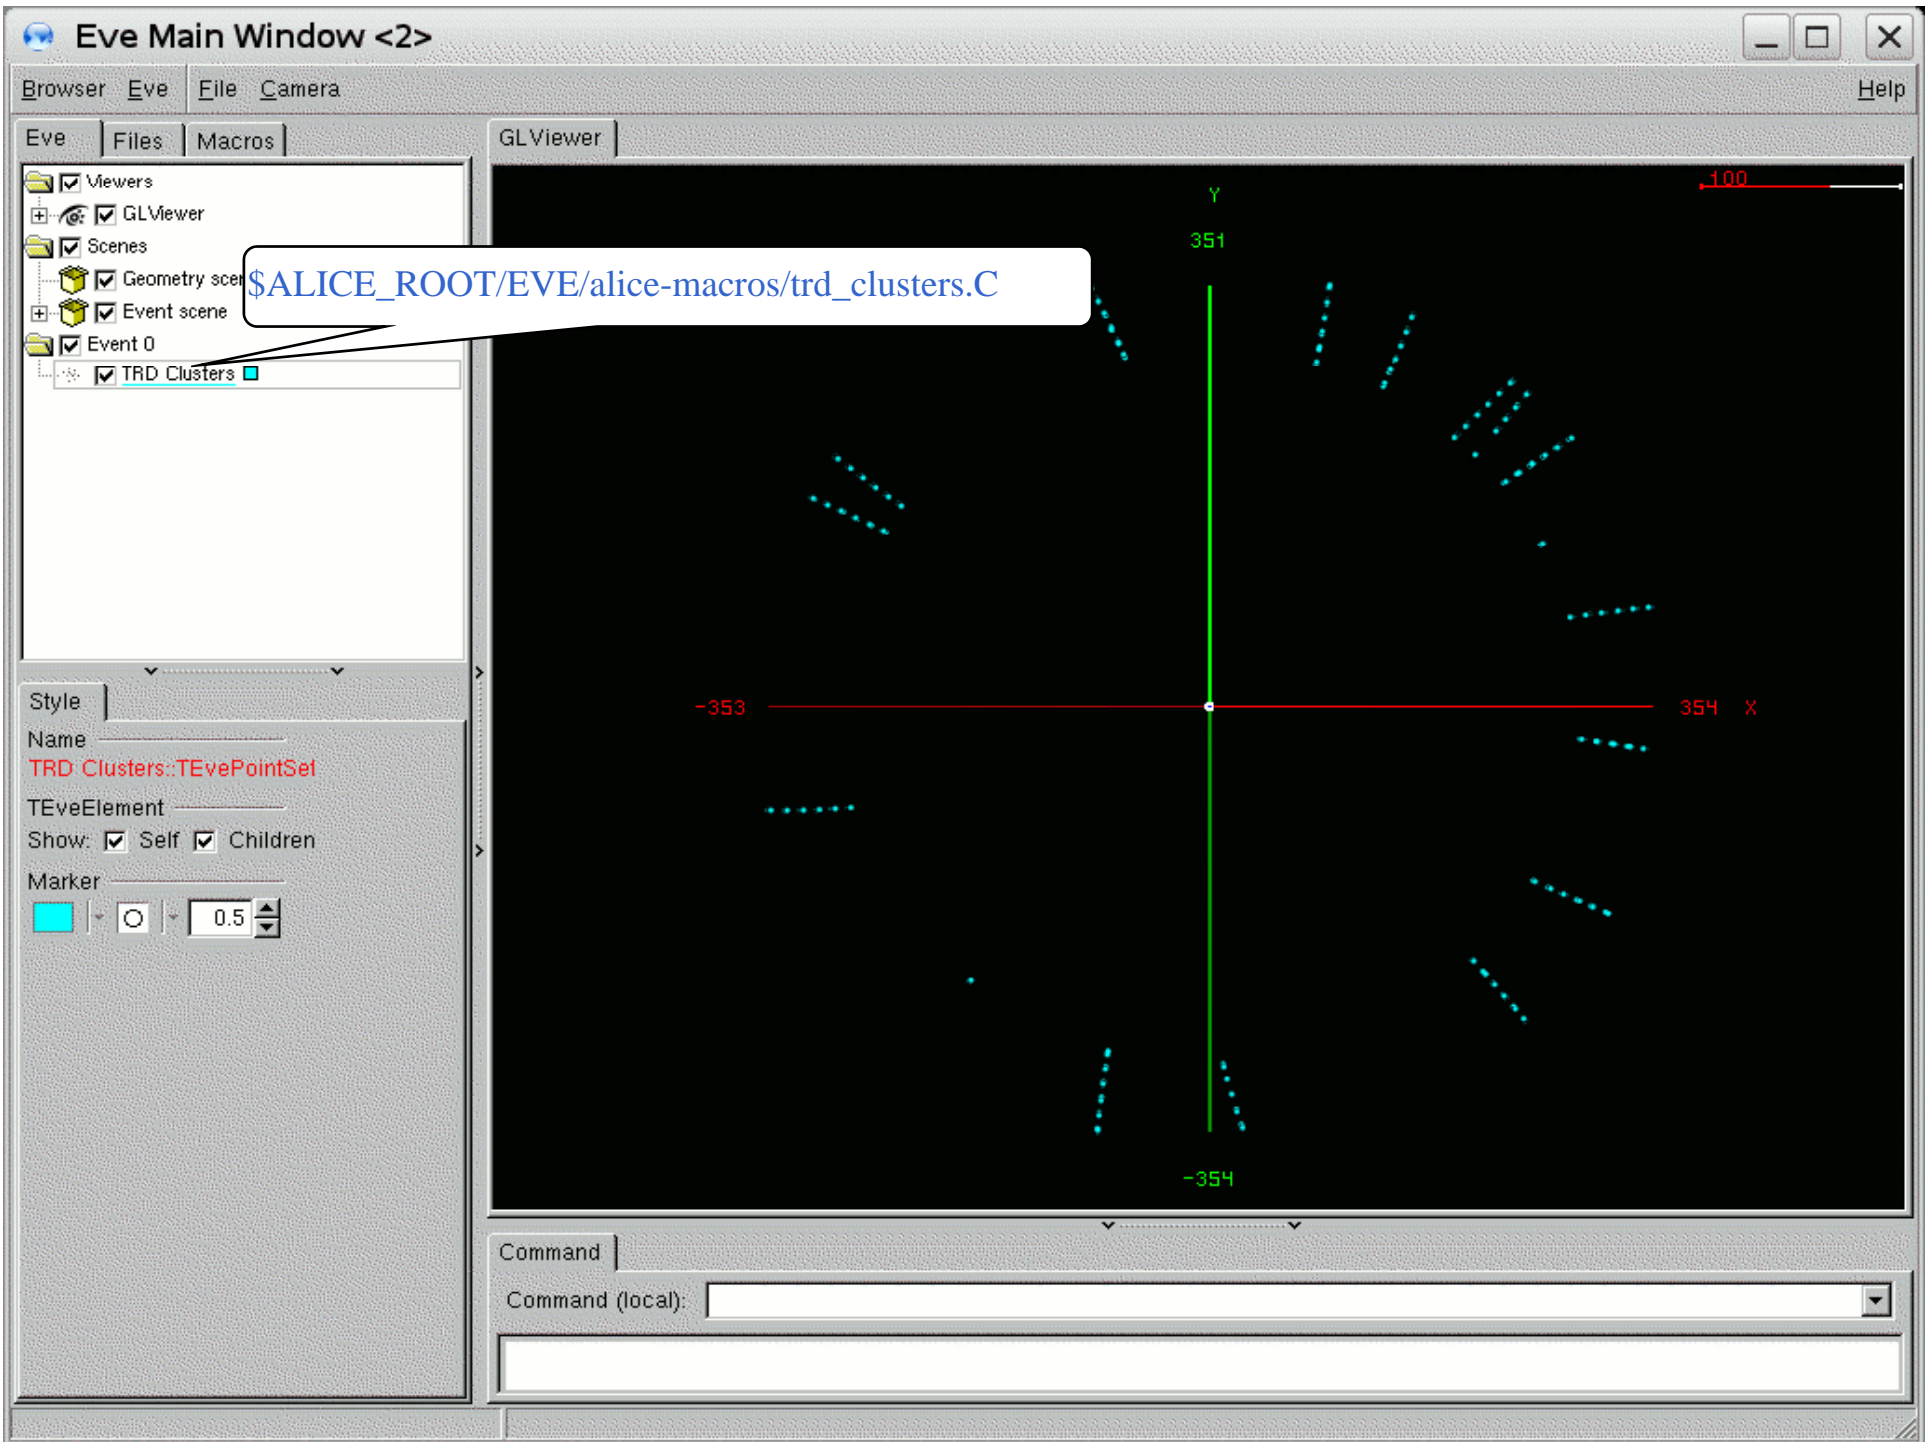 Eve Main Window <2>
Browser Eve File Camera Help
Eve Files Macros
Viewers
GLViewer
Scenes
Geometry scen
Event scene
Event 0
TRD Clusters
$ALICE_ROOT/EVE/alice-macros/trd_clusters.C
Style
Name
TRD Clusters::TEvePointSet
TEveElement
Show: Self Children
Marker
0.5
GLViewer
100
Y
351
-353
354 X
-354
Command
Command (local):